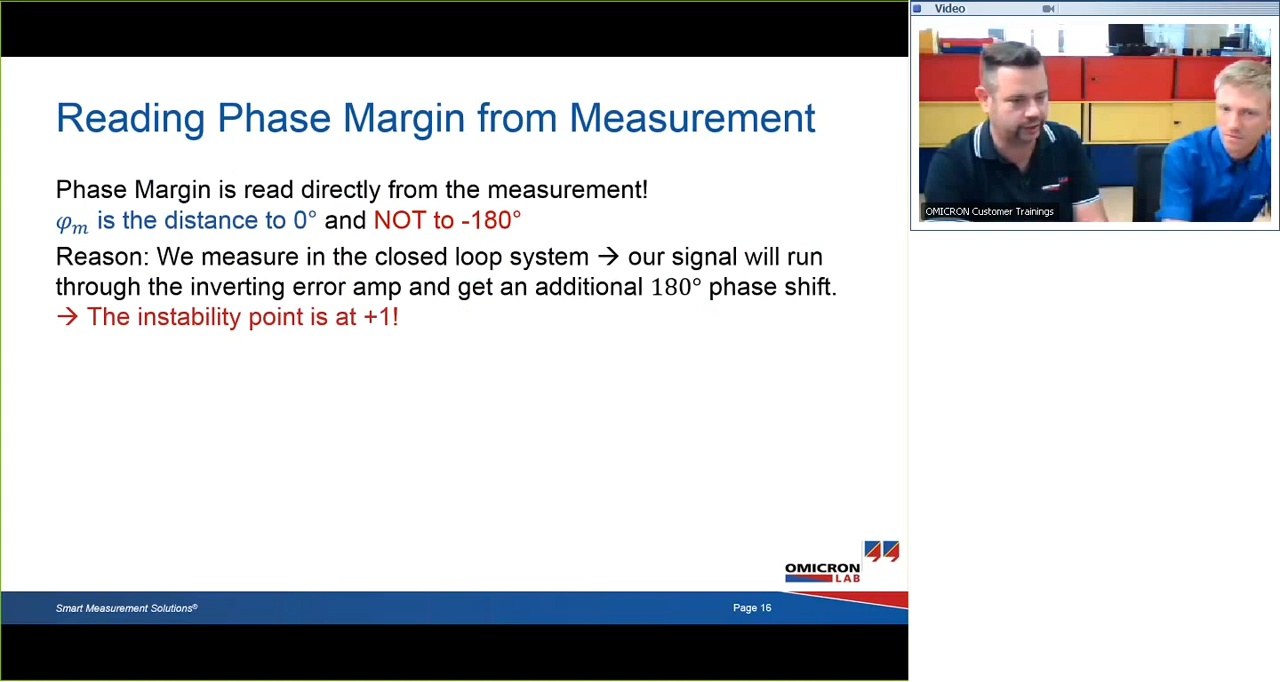 Reading Phase Margin from Measurement
Phase Margin is read directly from the measurement!
φm is the distance to 0° and NOT to -180°
Reason: We measure in the closed loop system → our signal will run
through the inverting error amp and get an additional 180° phase shift.
→ The instability point is at +1!
OMICRON
LAB
Smart Measurement Solutions®
Page 16
Video
OMICRON Customer Trainings